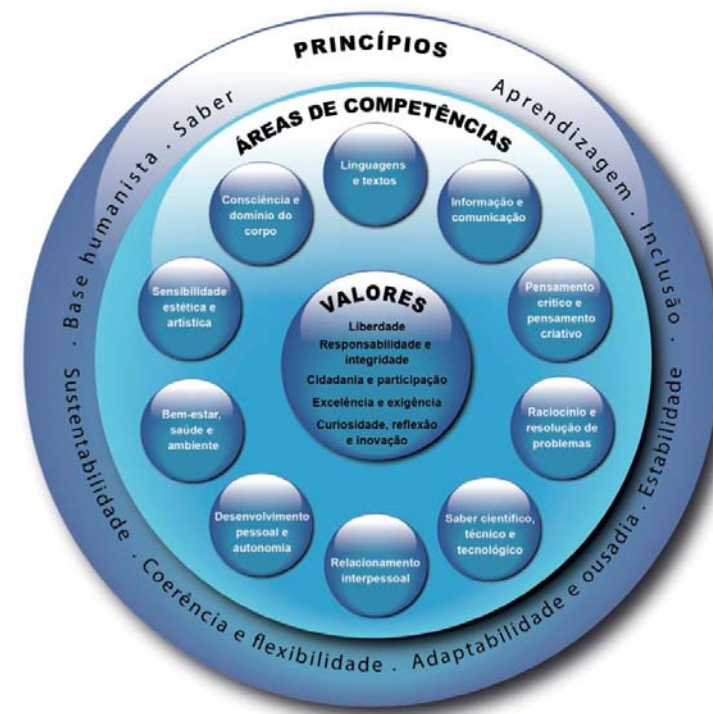 PRINCÍPIOS
Base humanista . Saber
Aprendizagem . Inclusão .
Estabilidade
Adaptabilidade e ousadia .
Coerência e flexibilidade .
Sustentabilidade .
ÁREAS DE COMPETÊNCIAS
Linguagens
e textos
Informação e
comunicação
Pensamento
crítico e
pensamento
criativo
Raciocínio e
resolução de
problemas
Saber científico,
técnico e
tecnológico
Relacionamento
interpessoal
Desenvolvimento
pessoal e
autonomia
Bem-estar,
saúde e
ambiente
Sensibilidade
estética e
artística
Consciência e
domínio do
corpo
VALORES
Liberdade
Responsabilidade e
integridade
Cidadania e participação
Excelência e exigência
Curiosidade, reflexão
e inovação